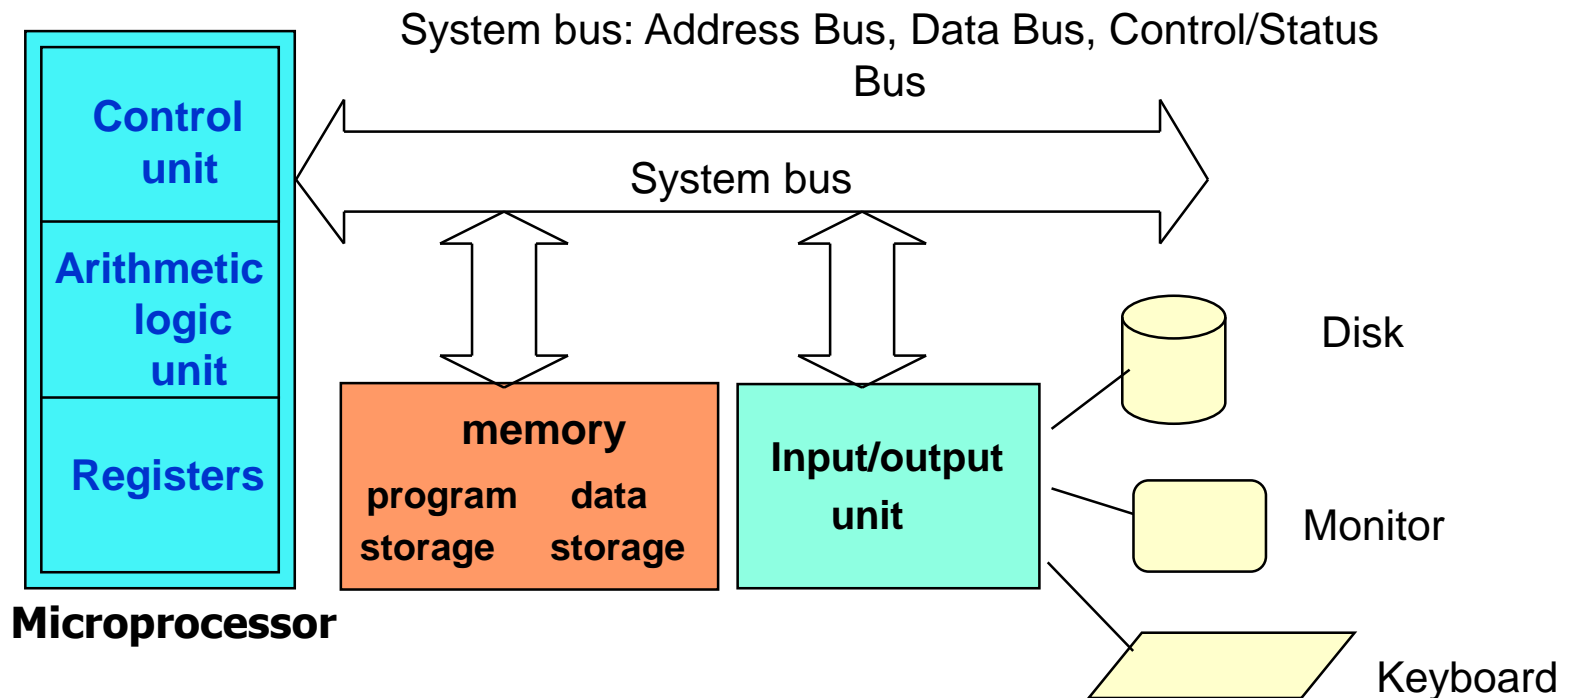 System bus: Address Bus, Data Bus, Control/Status
Bus
Control
unit
System bus
Arithmetic
logic
unit
Registers
Microprocessor
memory
program data
storage storage
Input/output
unit
Disk
Monitor
Keyboard